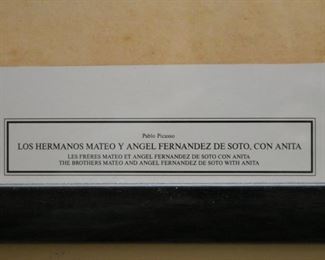 Pablo Picasso
LOS HERMANOS MATEO Y ANGEL FERNANDEZ DE SOTO, CON ANITA
LES FRÈRES MATEO ET ANGEL FERNANDEZ DE SOTO CON ANITA
THE BROTHERS MATEO AND ANGEL FERNANDEZ DE SOTO WITH ANITA